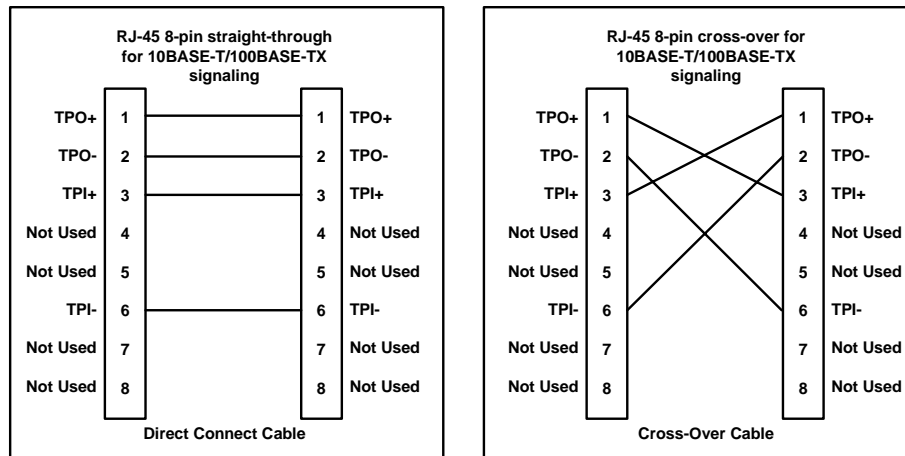 RJ-45 8-pin straight-through
for 10BASE-T/100BASE-TX
signaling
TPO+ 1 1 TPO+
TPO- 2 2 TPO-
TPI+ 3 3 TPI+
Not Used 4 4 Not Used
Not Used 5 5 Not Used
TPI- 6 6 TPI-
Not Used 7 7 Not Used
Not Used 8 8 Not Used
Direct Connect Cable
RJ-45 8-pin cross-over for
10BASE-T/100BASE-TX
signaling
TPO+ 1 1 TPO+
TPO- 2 2 TPO-
TPI+ 3 3 TPI+
Not Used 4 4 Not Used
Not Used 5 5 Not Used
TPI- 6 6 TPI-
Not Used 7 7 Not Used
Not Used 8 8 Not Used
Cross-Over Cable